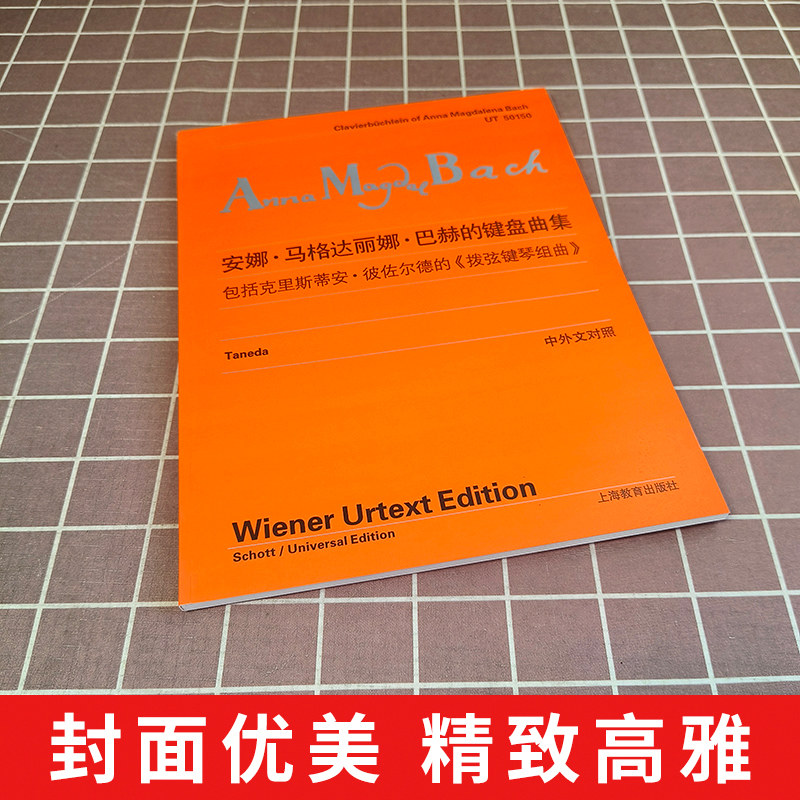 Clavierbüchlein of Anna Magdalena Bach
UT 50150
Anna Magdale Bach
安娜·马格达丽娜·巴赫的键盘曲集
包括克里斯蒂安·彼佐尔德的《拨弦键琴组曲》
Taneda
中外文对照
Wiener Urtext Edition
上海教育出版社
Schott / Universal Edition
封面优美 精致高雅